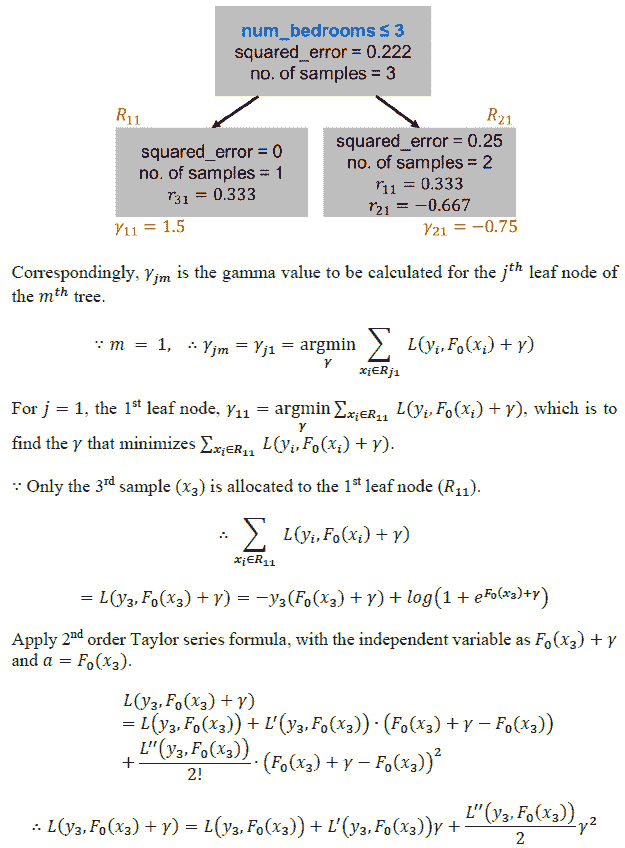 num_bedrooms ≤ 3
squared_error = 0.222
no. of samples = 3
R₁₁
R₂₁
squared_error = 0
no. of samples = 1
r₃₁ = 0.333
squared_error = 0.25
no. of samples = 2
r₁₁ = 0.333
r₂₁ = −0.667
γ₁₁ = 1.5
γ₂₁ = −0.75
Correspondingly, γⱼₘ is the gamma value to be calculated for the jᵗʰ leaf node of
the mᵗʰ tree.
∵ m = 1, ∴ γⱼₘ = γⱼ₁ = argmin_γ ∑_{xᵢ∈Rⱼ₁} L(yᵢ, F₀(xᵢ) + γ)
For j = 1, the 1ˢᵗ leaf node, γ₁₁ = argmin_γ ∑_{xᵢ∈R₁₁} L(yᵢ, F₀(xᵢ) + γ), which is to
find the γ that minimizes ∑_{xᵢ∈R₁₁} L(yᵢ, F₀(xᵢ) + γ).
∵ Only the 3ʳᵈ sample (x₃) is allocated to the 1ˢᵗ leaf node (R₁₁).
∴ ∑_{xᵢ∈R₁₁} L(yᵢ, F₀(xᵢ) + γ)
= L(y₃, F₀(x₃) + γ) = −y₃(F₀(x₃) + γ) + log(1 + e^{F₀(x₃)+γ})
Apply 2ⁿᵈ order Taylor series formula, with the independent variable as F₀(x₃) + γ
and a = F₀(x₃).
L(y₃, F₀(x₃) + γ)
= L(y₃, F₀(x₃)) + L′(y₃, F₀(x₃)) · (F₀(x₃) + γ − F₀(x₃))
+ L″(y₃, F₀(x₃))/2! · (F₀(x₃) + γ − F₀(x₃))²
∴ L(y₃, F₀(x₃) + γ) = L(y₃, F₀(x₃)) + L′(y₃, F₀(x₃))γ + L″(y₃, F₀(x₃))/2 γ²